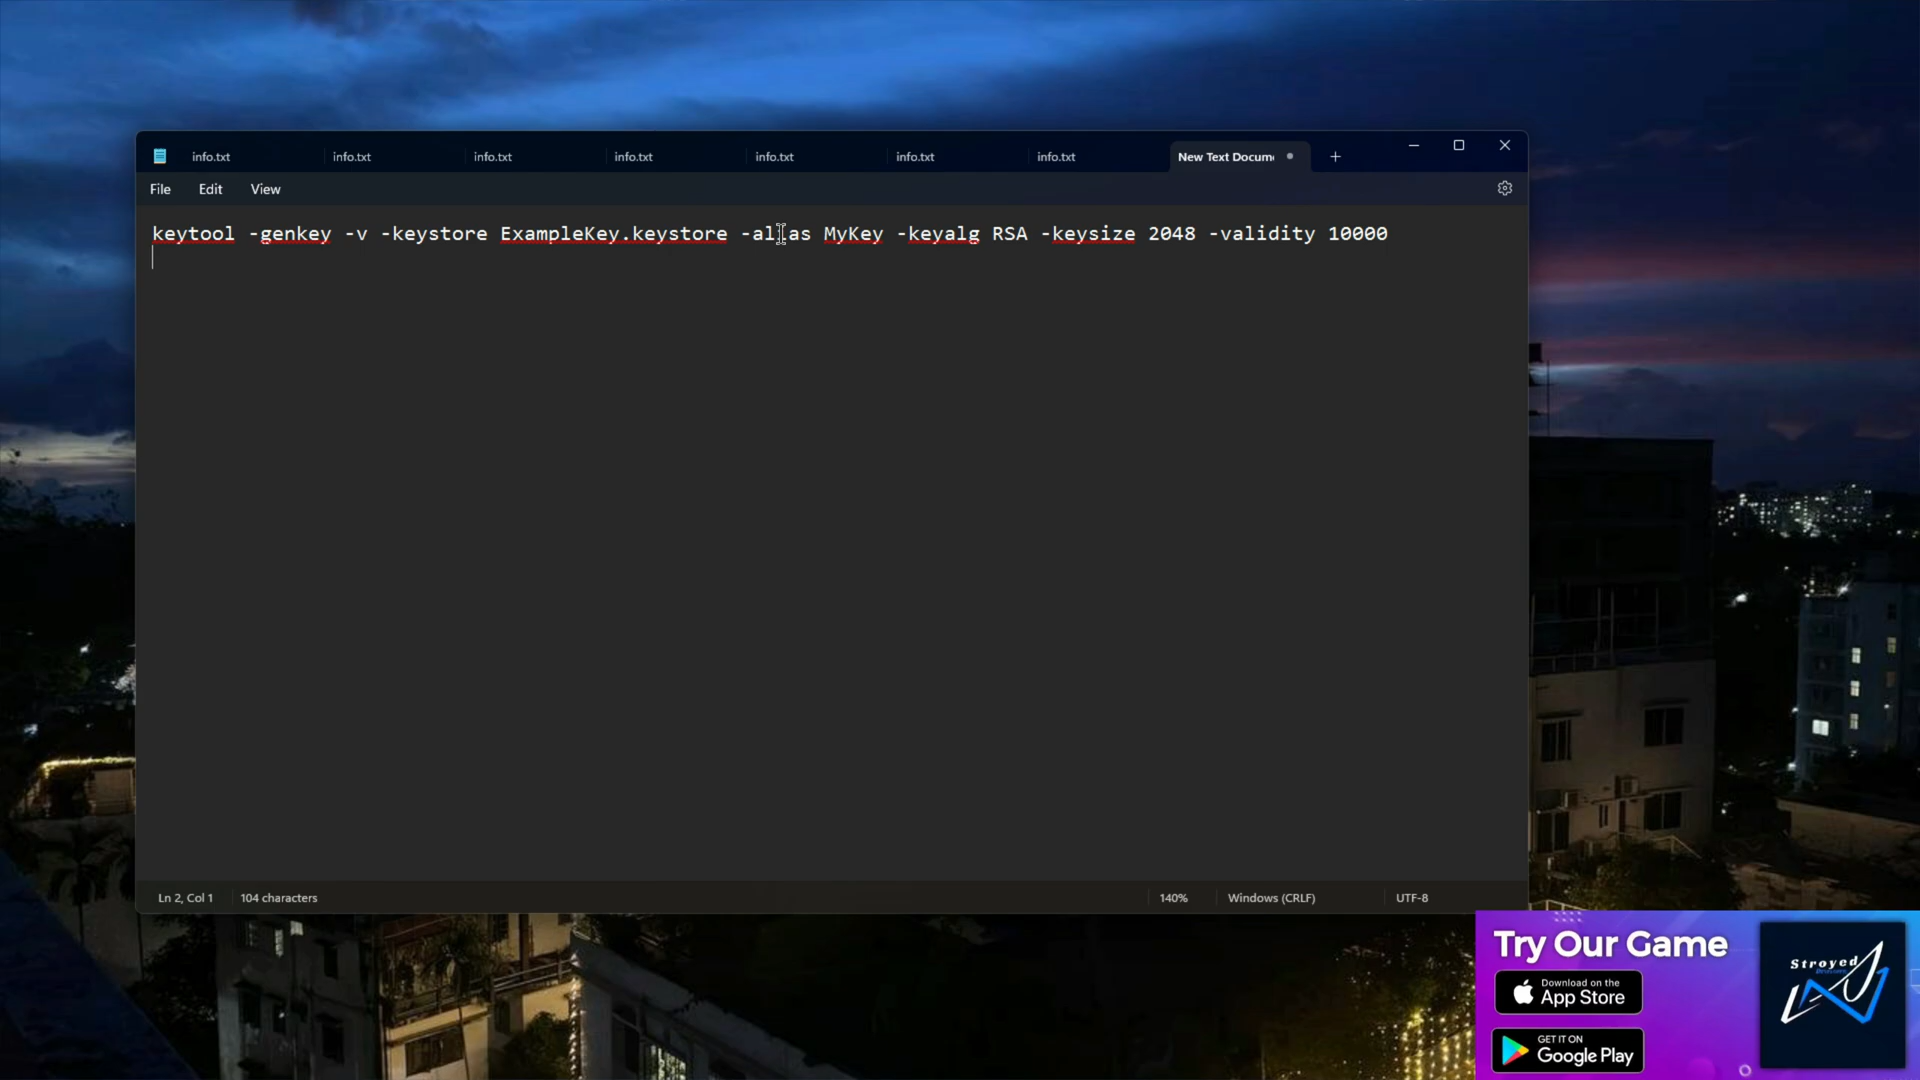 info.txt info.txt info.txt info.txt info.txt info.txt info.txt New Text Docum
File Edit View
keytool -genkey -v -keystore ExampleKey.keystore -alias MyKey -keyalg RSA -keysize 2048 -validity 10000
Ln 2, Col 1 104 characters 140% Windows (CRLF) UTF-8
Try Our Game
Download on the
App Store
GET IT ON
Google Play
Stroyed